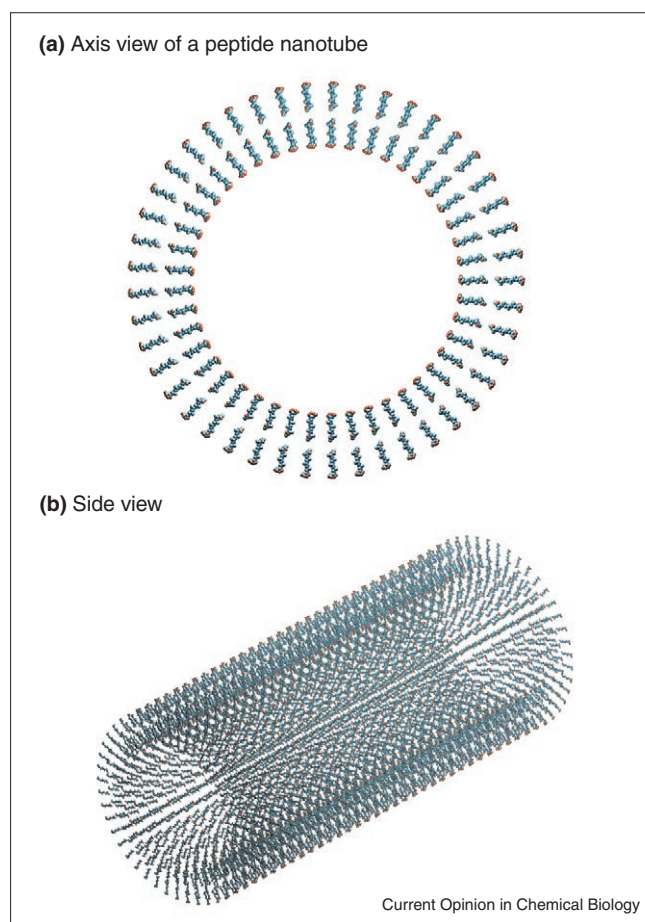 (a) Axis view of a peptide nanotube
(b) Side view
Current Opinion in Chemical Biology